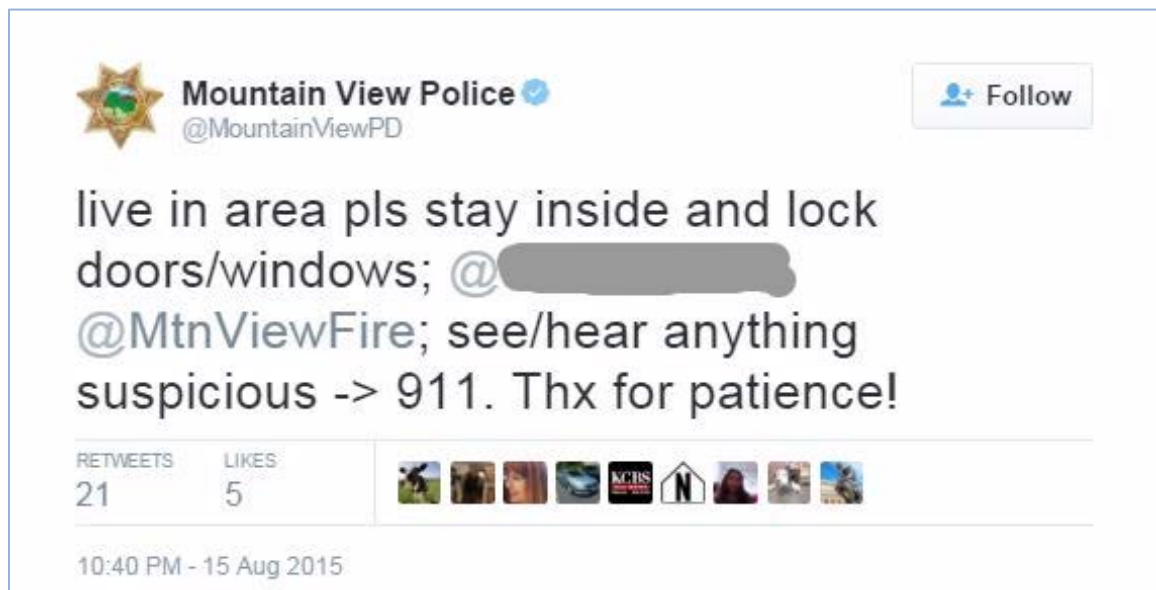 Mountain View Police
@MountainViewPD
Follow
live in area pls stay inside and lock
doors/windows; @
@MtnViewFire; see/hear anything
suspicious -> 911. Thx for patience!
RETWEETS LIKES
21 5
KCBS
N
10:40 PM - 15 Aug 2015